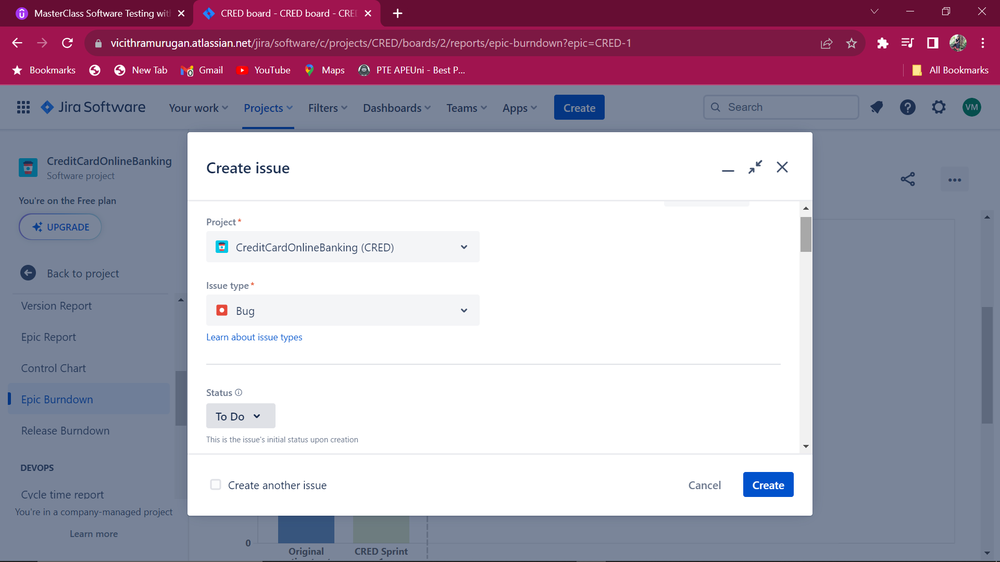 MasterClass Software Testing wit
CRED board - CRED board - CRE
vicithramurugan.atlassian.net/jira/software/c/projects/CRED/boards/2/reports/epic-burndown?epic=CRED-1
Bookmarks
New Tab
Gmail
YouTube
Maps
PTE APEUni - Best P...
All Bookmarks
Jira Software
Your work
Projects
Filters
Dashboards
Teams
Apps
Create
Search
VM
CreditCardOnlineBanking
Software project
You're on the Free plan
UPGRADE
Back to project
Version Report
Epic Report
Control Chart
Epic Burndown
Release Burndown
DEVOPS
Cycle time report
You're in a company-managed project
Learn more
Create issue
Project *
CreditCardOnlineBanking (CRED)
Issue type *
Bug
Learn about issue types
Status
To Do
This is the issue's initial status upon creation
Create another issue
Cancel
Create
0
Original
CRED Sprint